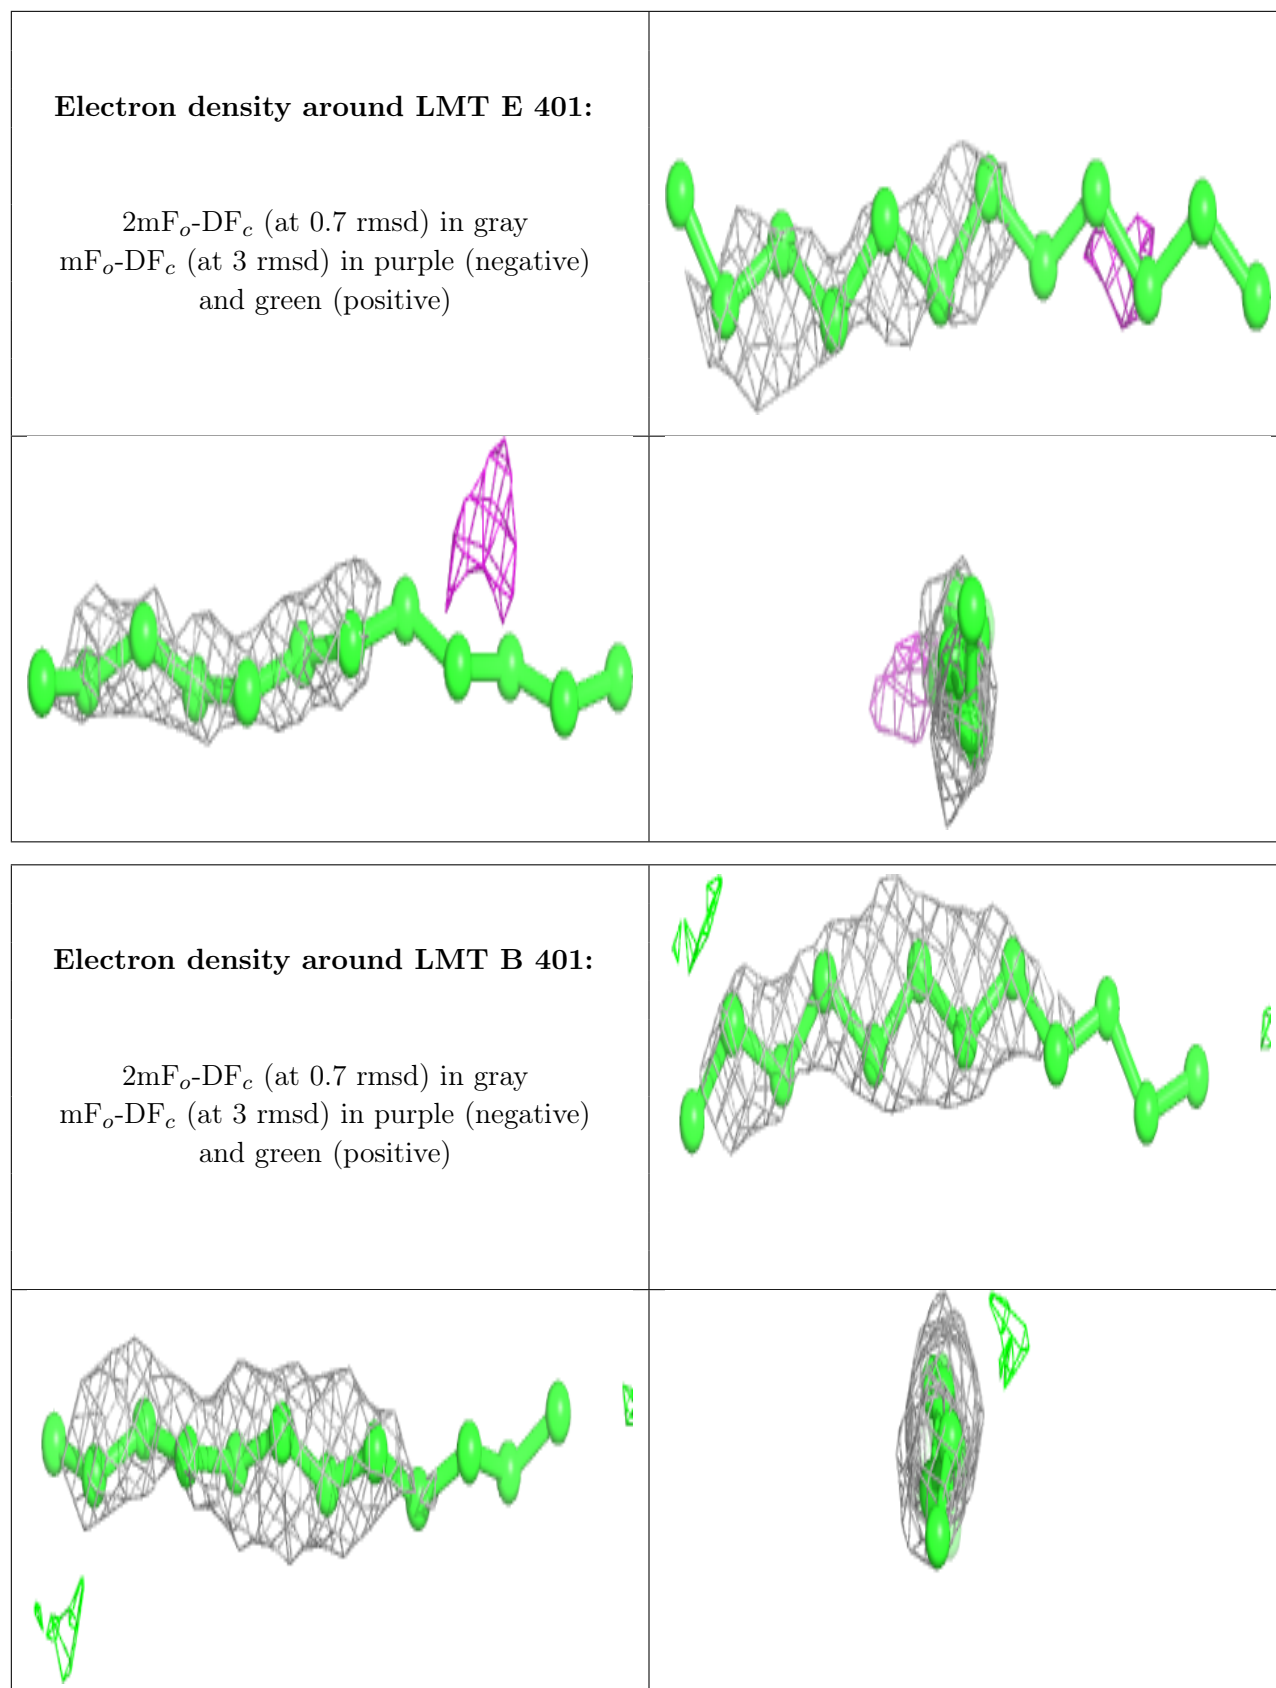 Electron density around LMT E 401:
2mFo-DFc (at 0.7 rmsd) in gray
mFo-DFc (at 3 rmsd) in purple (negative)
and green (positive)
Electron density around LMT B 401:
2mFo-DFc (at 0.7 rmsd) in gray
mFo-DFc (at 3 rmsd) in purple (negative)
and green (positive)